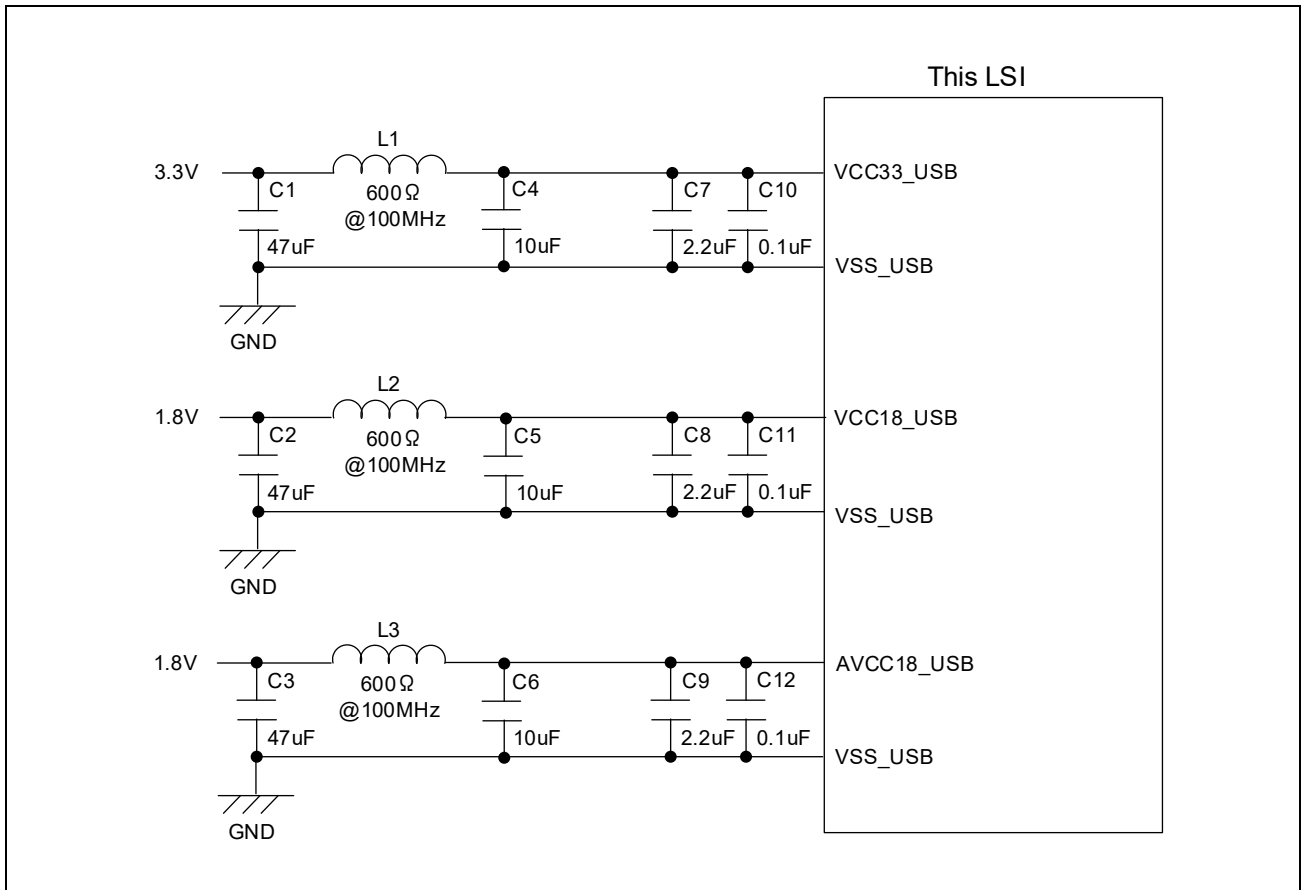 This LSI
L1
3.3V
C1
600Ω
@100MHz
C4
C7
C10
VCC33_USB
47uF
10uF
2.2uF
0.1uF
VSS_USB
GND
L2
1.8V
C2
600Ω
@100MHz
C5
C8
C11
VCC18_USB
47uF
10uF
2.2uF
0.1uF
VSS_USB
GND
L3
1.8V
C3
600Ω
@100MHz
C6
C9
C12
AVCC18_USB
47uF
10uF
2.2uF
0.1uF
VSS_USB
GND